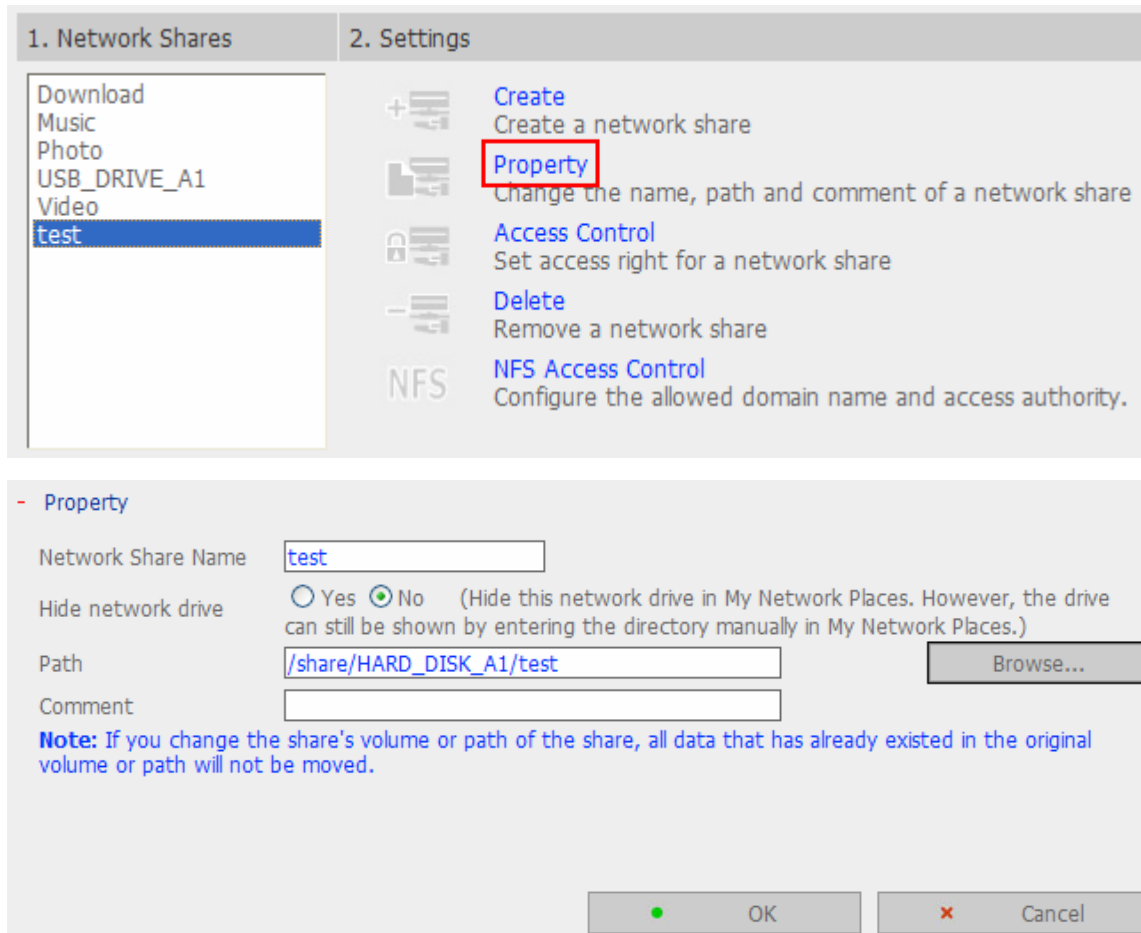 1. Network Shares 2. Settings
Download
Music
Photo
USB_DRIVE_A1
Video
test
Create
Create a network share
Property
Change the name, path and comment of a network share
Access Control
Set access right for a network share
Delete
Remove a network share
NFS
NFS Access Control
Configure the allowed domain name and access authority.
- Property
Network Share Name test
Hide network drive Yes No (Hide this network drive in My Network Places. However, the drive
can still be shown by entering the directory manually in My Network Places.)
Path /share/HARD_DISK_A1/test Browse...
Comment
Note: If you change the share's volume or path of the share, all data that has already existed in the original
volume or path will not be moved.
OK Cancel